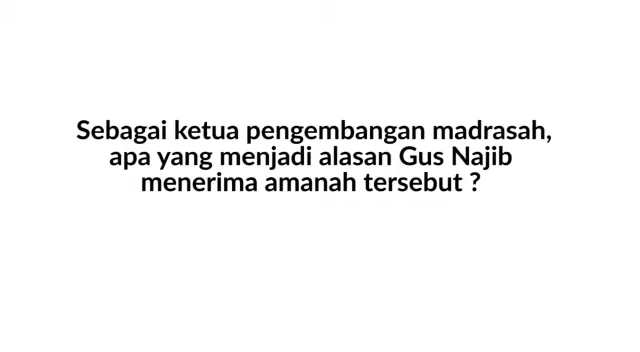 Sebagai ketua pengembangan madrasah,
apa yang menjadi alasan Gus Najib
menerima amanah tersebut ?